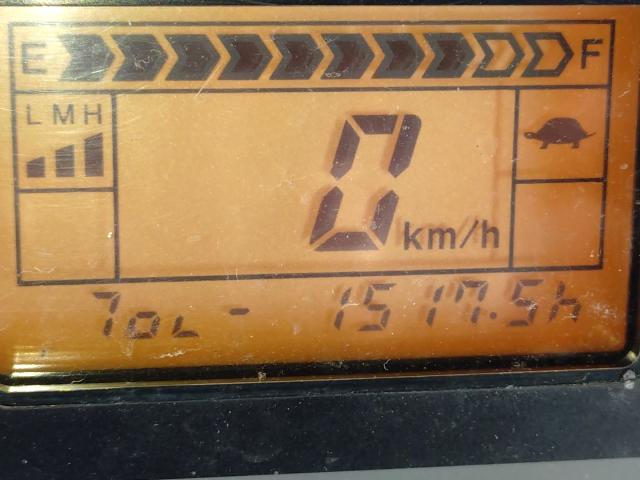 E F
LMH
0 km/h
ToL- 1517.5h